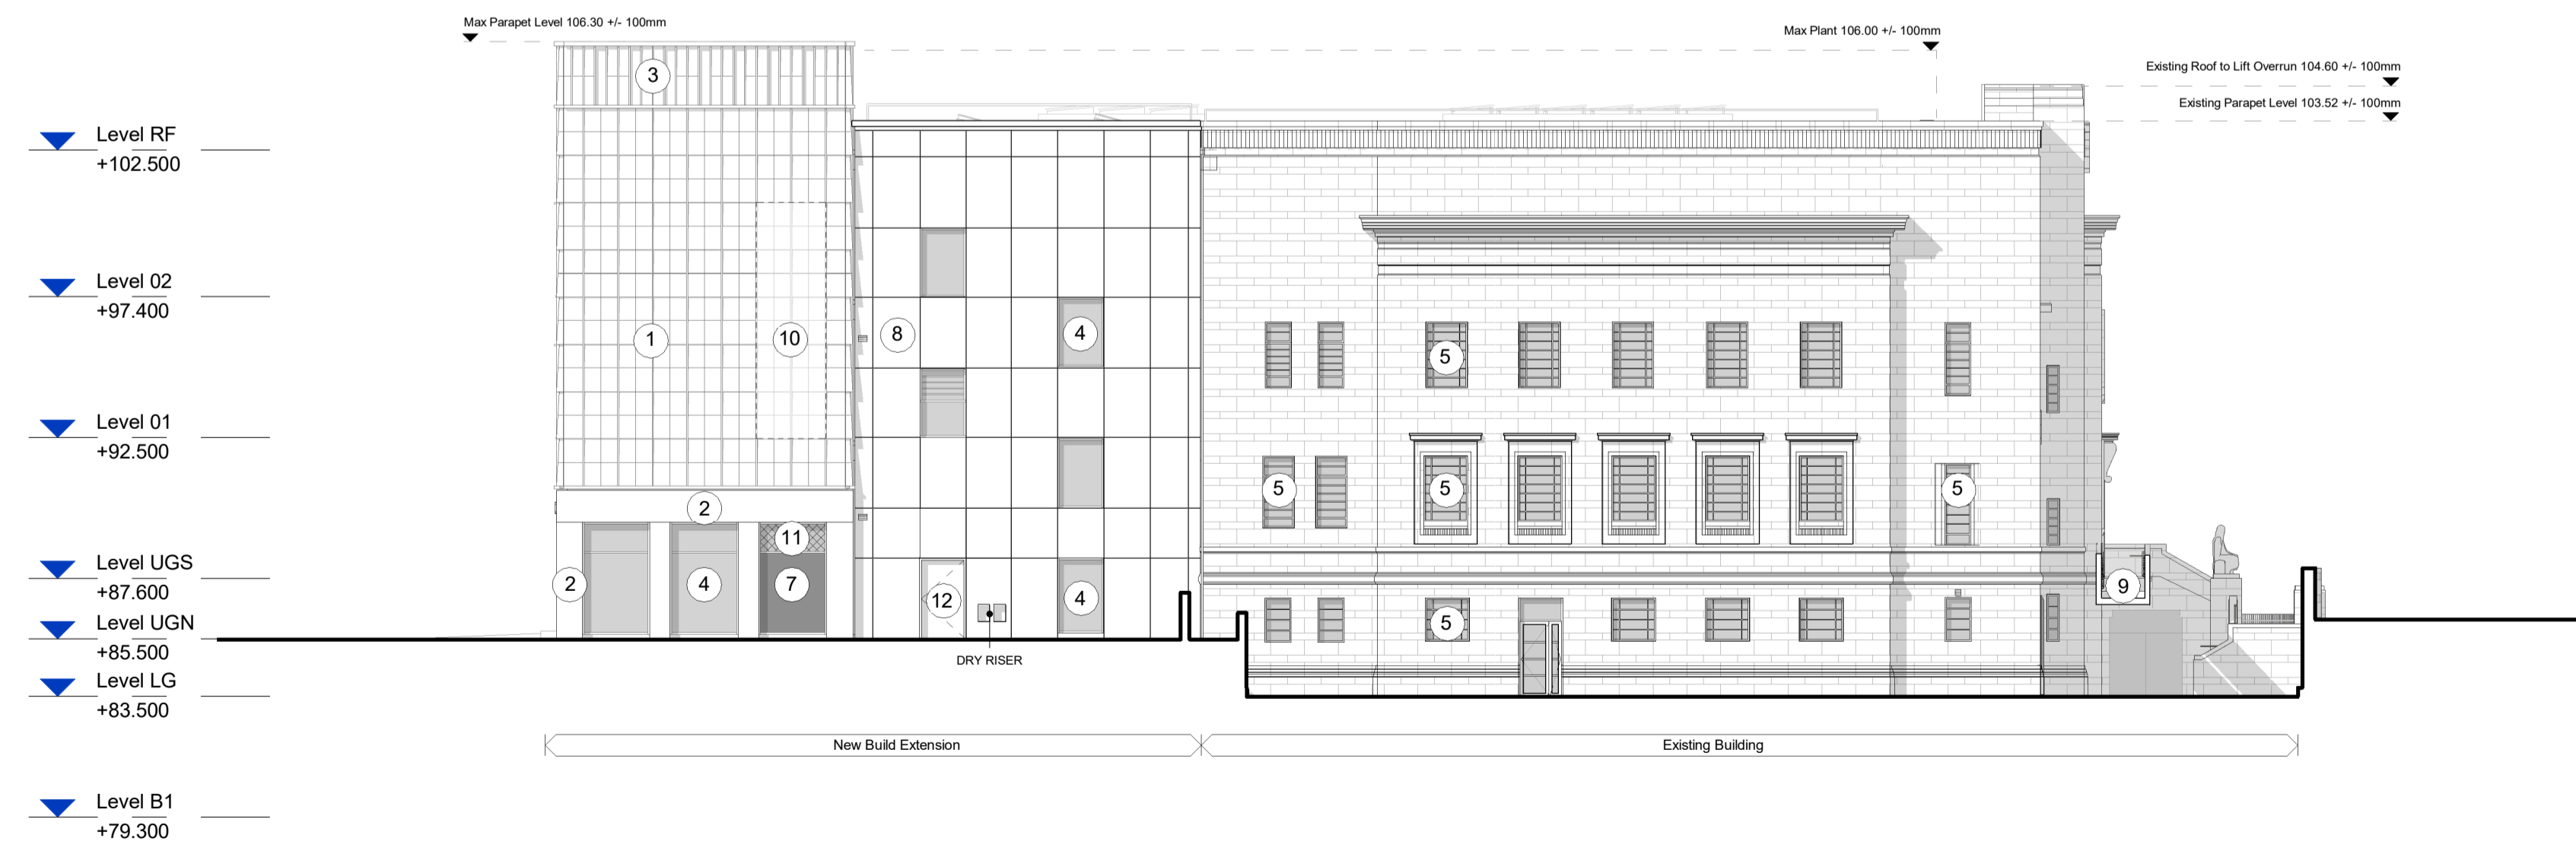 Max Parapet Level 106.30 +/- 100mm
Max Plant 106.00 +/- 100mm
Existing Roof to Lift Overrun 104.60 +/- 100mm
Existing Parapet Level 103.52 +/- 100mm
Level RF
+102.500
Level 02
+97.400
Level 01
+92.500
Level UGS
+87.600
Level UGN
+85.500
Level LG
+83.500
Level B1
+79.300
3
1
10
8
4
5
2
5
5
5
11
2
4
7
12
4
5
9
DRY RISER
New Build Extension
Existing Building